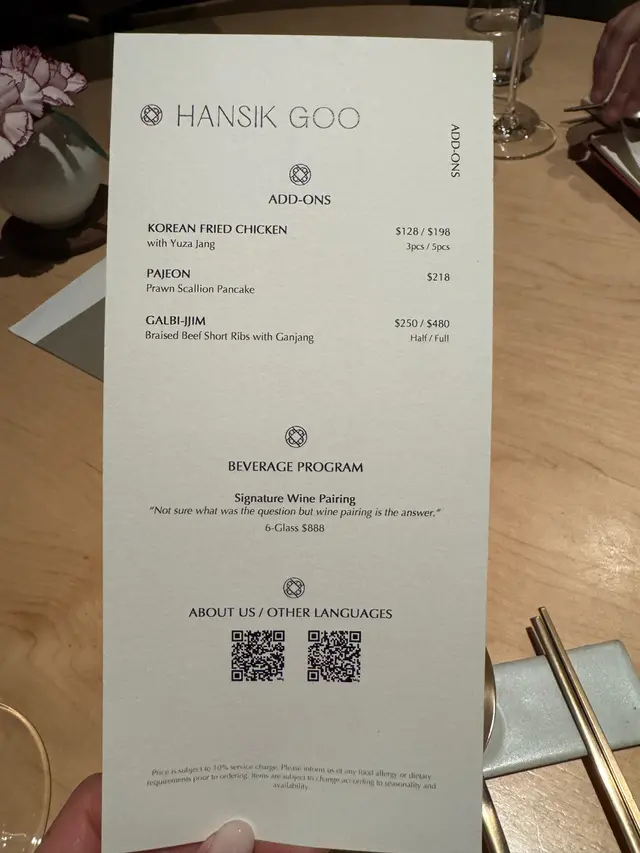 HANSIK GOO
ADD-ONS
ADD-ONS
KOREAN FRIED CHICKEN $128 / $198
with Yuza Jang 3pcs / 5pcs
PAJEON $218
Prawn Scallion Pancake
GALBI-JJIM $250 / $480
Braised Beef Short Ribs with Ganjang Half / Full
BEVERAGE PROGRAM
Signature Wine Pairing
"Not sure what was the question but wine pairing is the answer."
6-Glass $888
ABOUT US / OTHER LANGUAGES
Price is subject to 10% service charge. Please inform us of any food allergy or dietary
requirements prior to ordering. Items are subject to change according to seasonality and
availability.